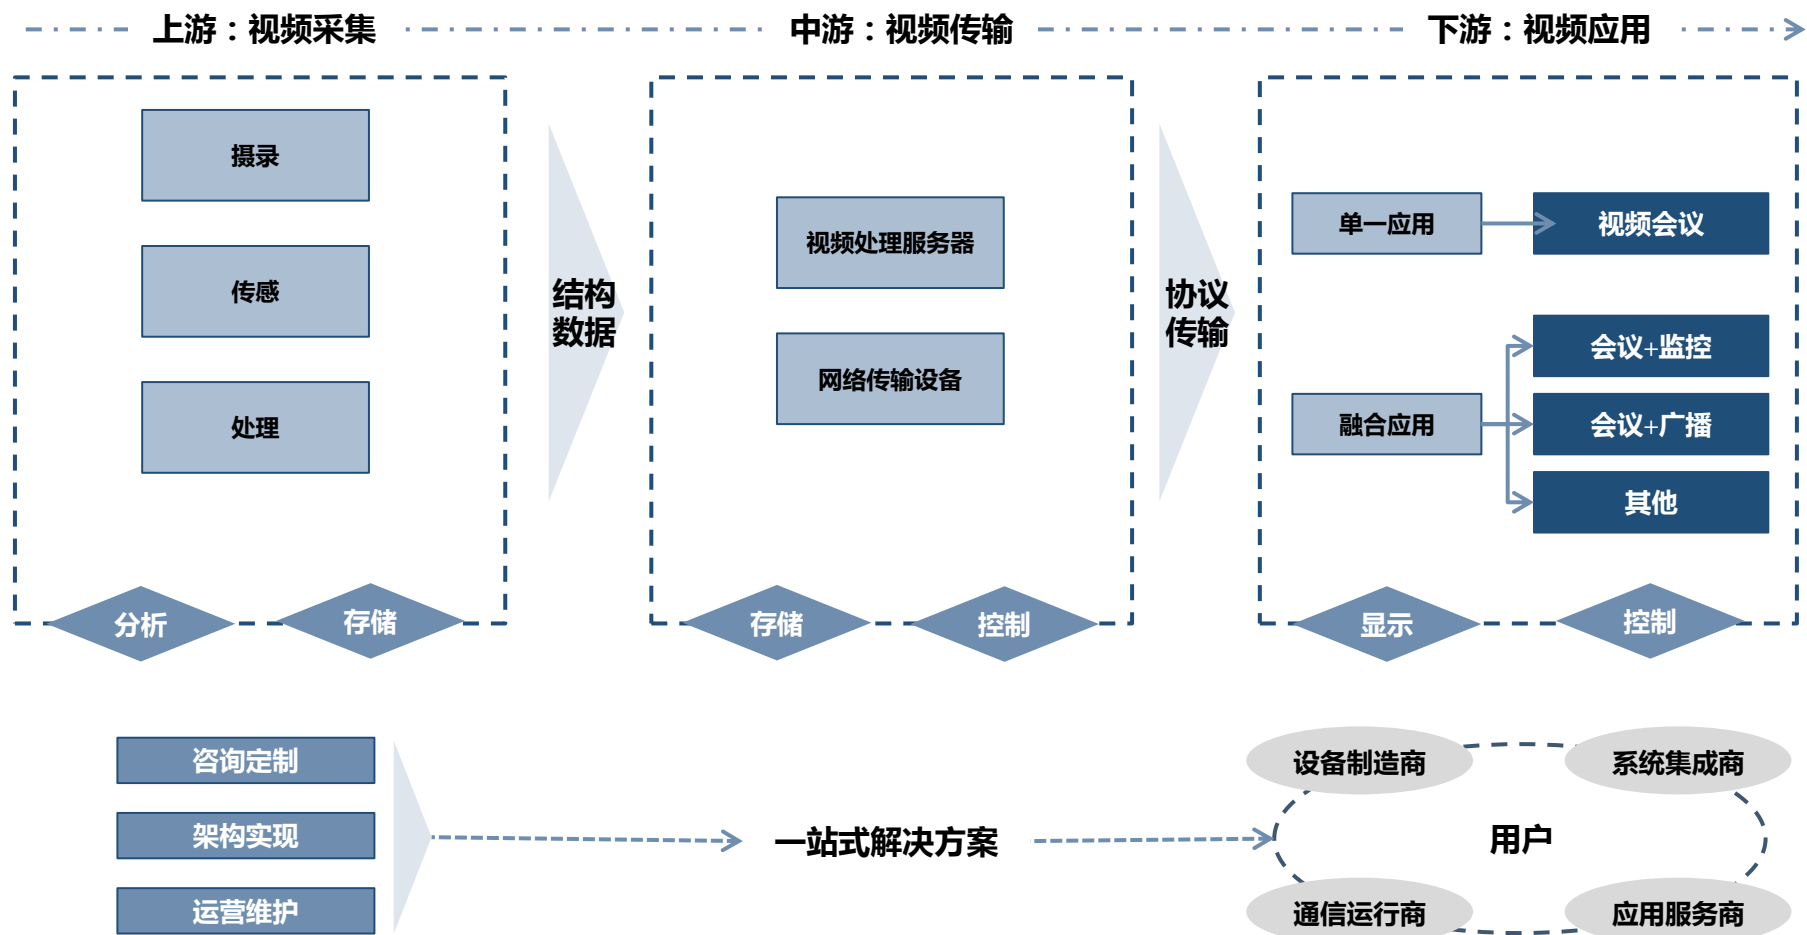 上游：视频采集
中游：视频传输
下游：视频应用
摄录
传感
处理
分析
存储
结构
数据
视频处理服务器
网络传输设备
存储
控制
协议
传输
单一应用
视频会议
融合应用
会议+监控
会议+广播
其他
显示
控制
咨询定制
架构实现
运营维护
一站式解决方案
设备制造商
系统集成商
用户
通信运行商
应用服务商